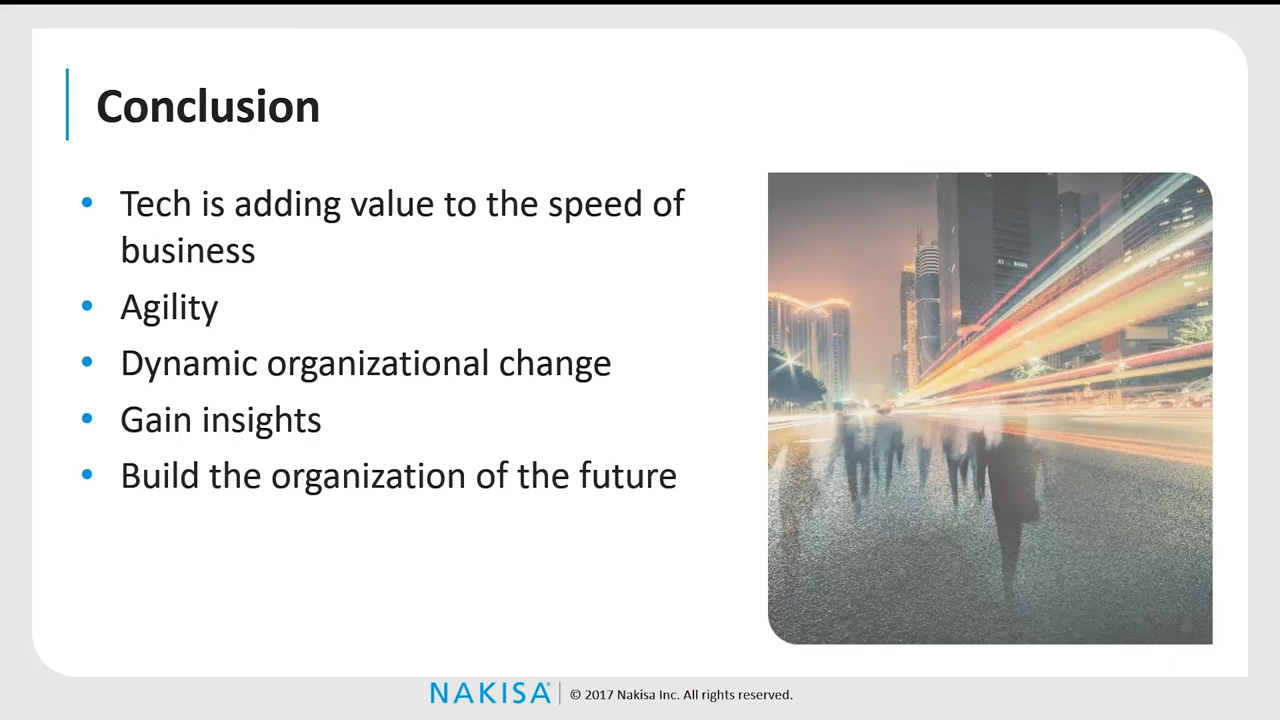 Conclusion
• Tech is adding value to the speed of
business
• Agility
• Dynamic organizational change
• Gain insights
• Build the organization of the future
NAKISA® © 2017 Nakisa Inc. All rights reserved.